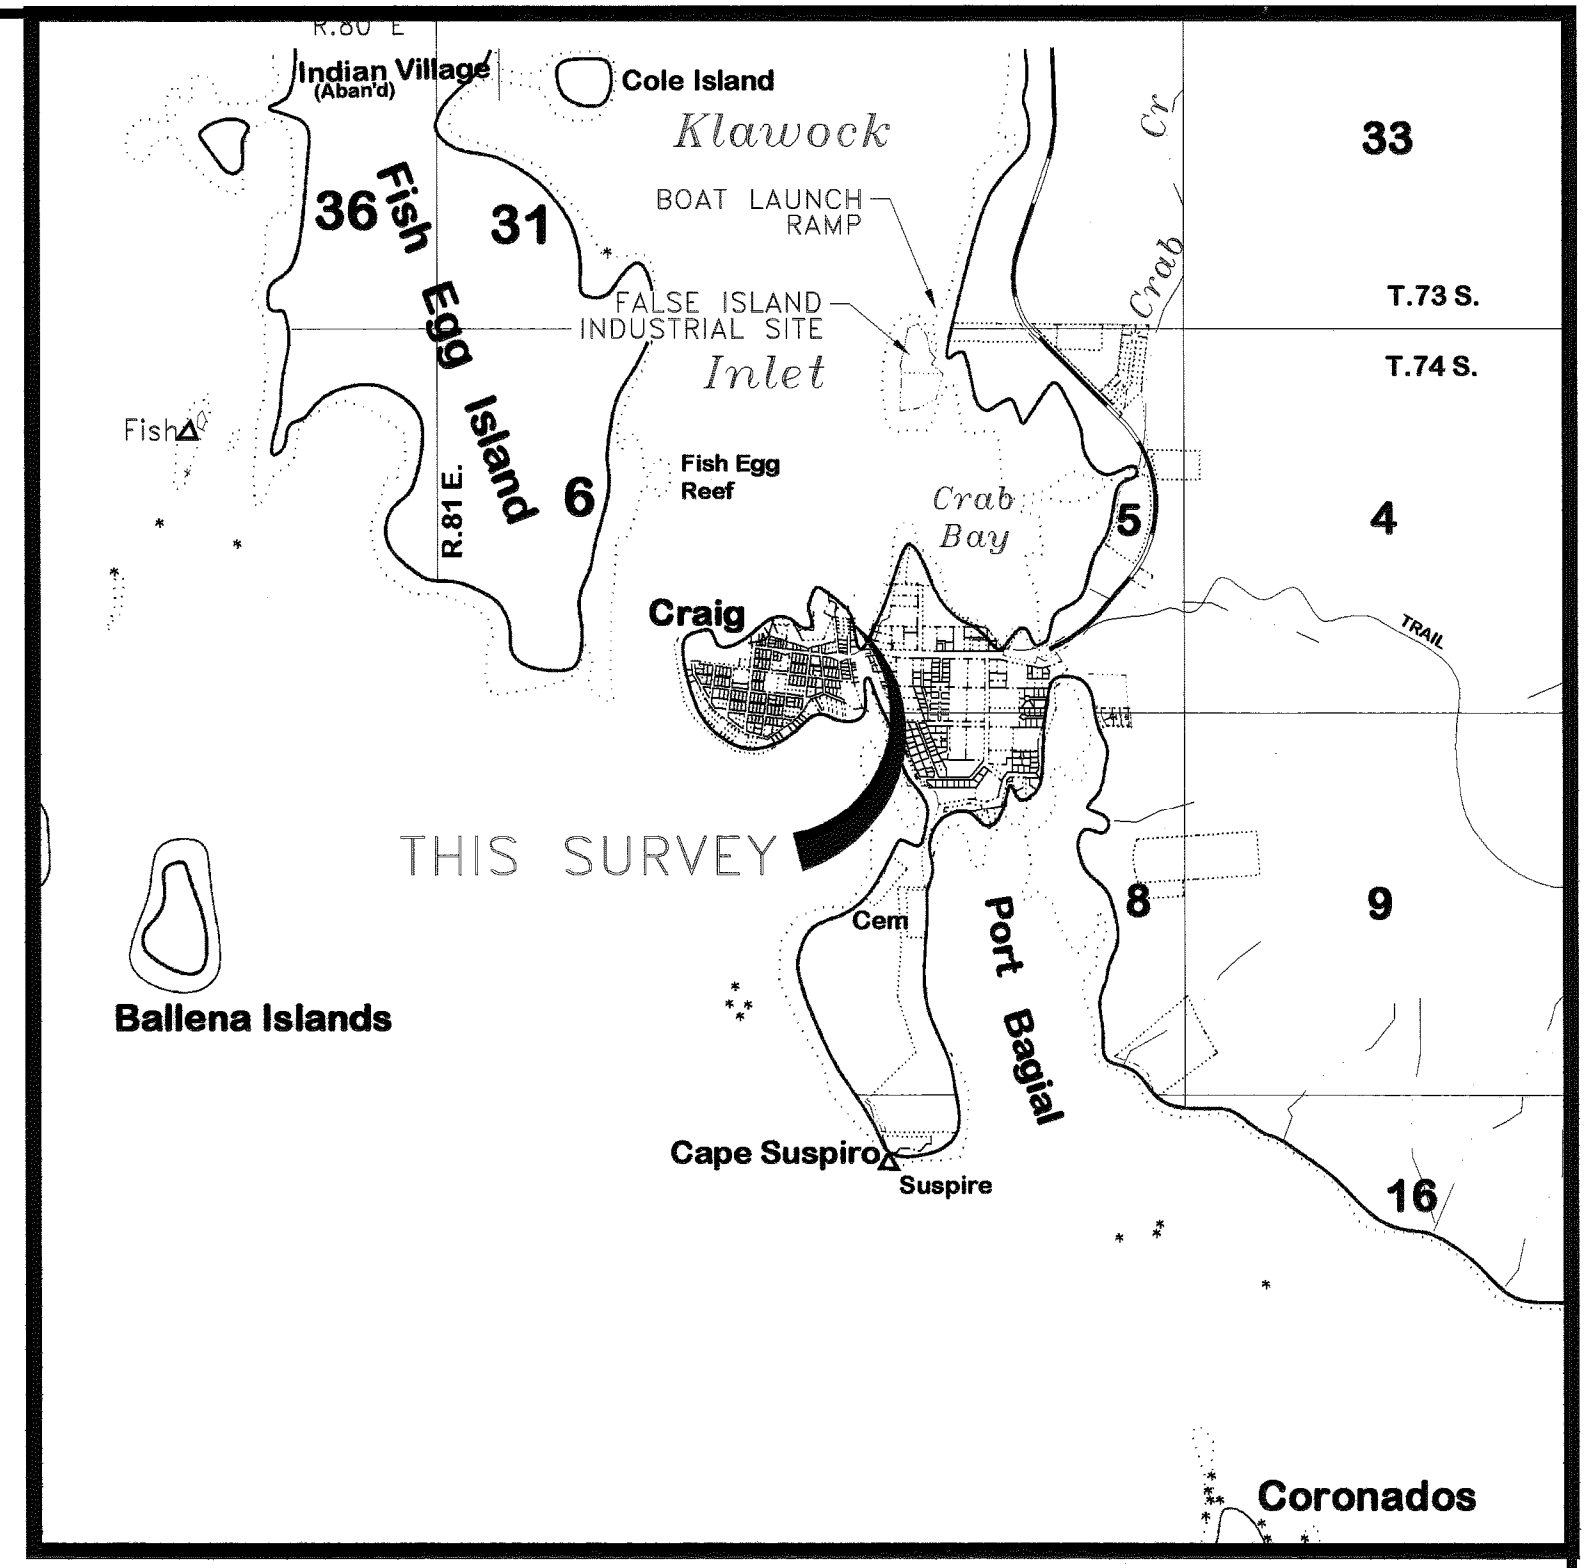 R.80 E
Indian Village
(Aban'd)
Cole Island
Klawock
Cr
33
36
Fish
31
BOAT LAUNCH
RAMP
Crab
FALSE ISLAND
INDUSTRIAL SITE
T.73 S.
Egg
Inlet
T.74 S.
Island
Fish
Fish Egg
Reef
R.81 E.
6
Crab
Bay
5
4
Craig
TRAIL
THIS SURVEY
Cem
8
9
Port
Ballena Islands
Bagial
Cape Suspiro
Suspire
16
Coronados